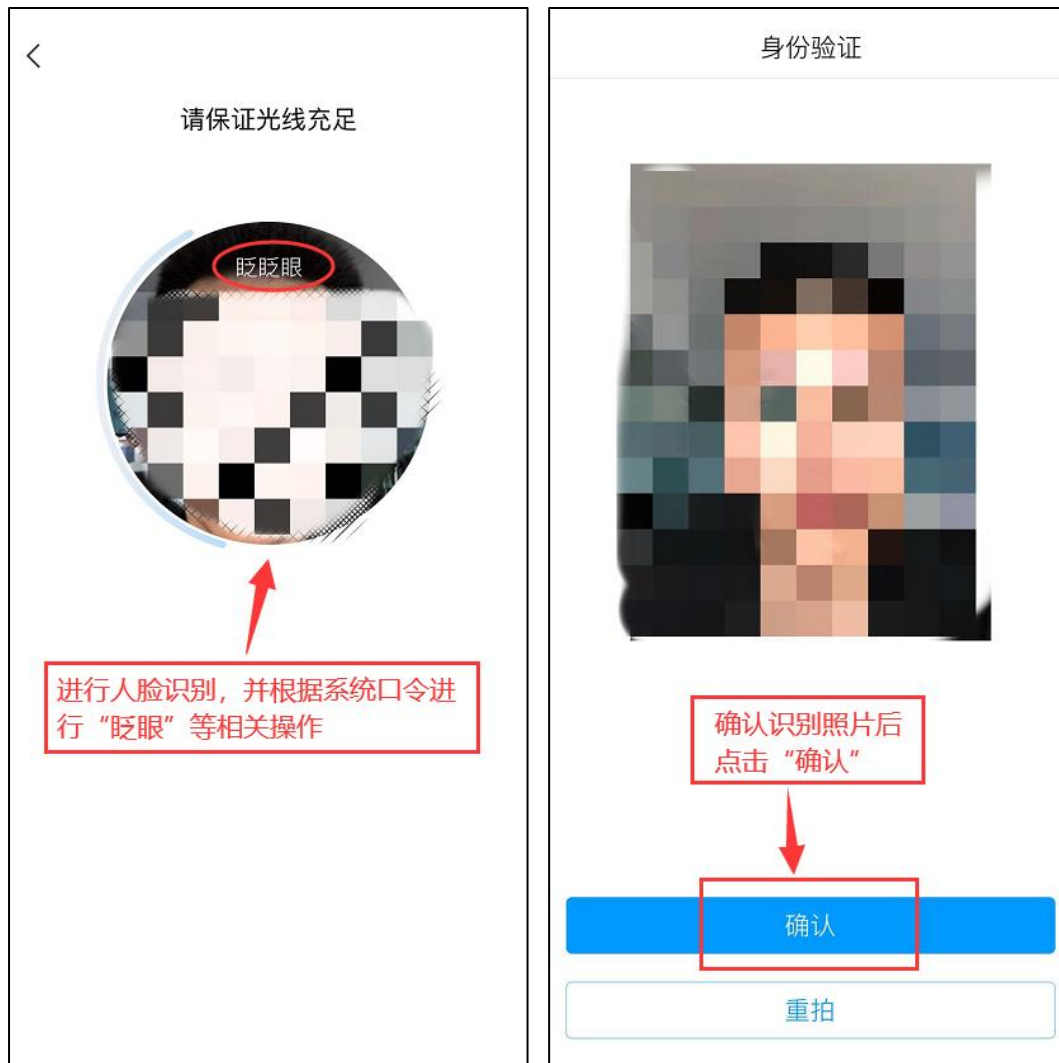 请保证光线充足
眨眨眼
进行人脸识别，并根据系统口令进
行“眨眼”等相关操作
身份验证
确认识别照片后
点击“确认”
确认
重拍